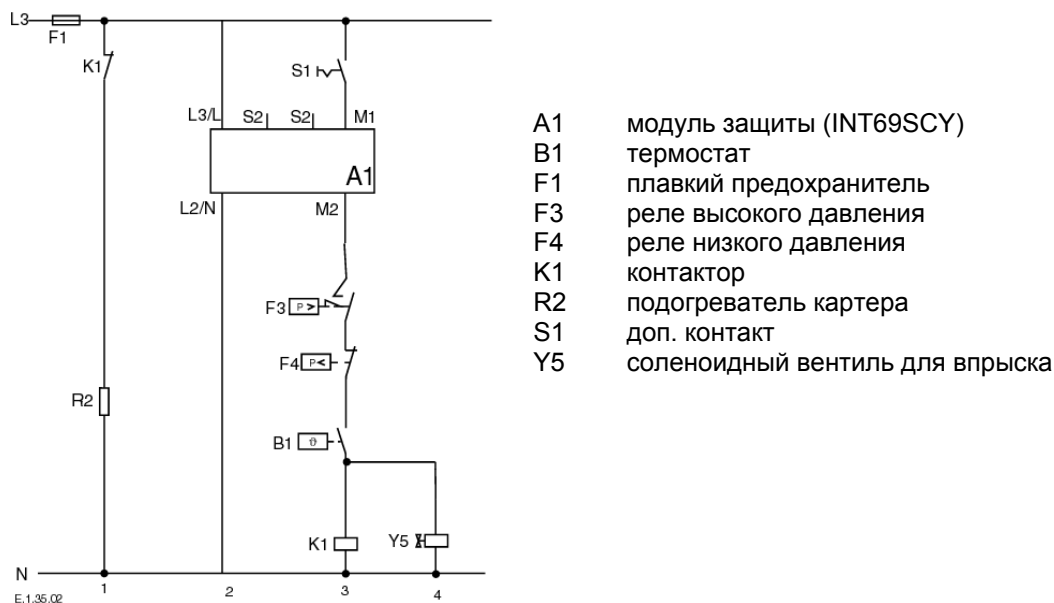 L3
F1
K1
S1
L3/L S2 S2 M1
A1
L2/N M2
F3 P >
F4 P<
R2
B1 ϑ
K1 Y5
N
1 2 3 4
E.1.35.02
A1 модуль защиты (INT69SCY)
B1 термостат
F1 плавкий предохранитель
F3 реле высокого давления
F4 реле низкого давления
K1 контактор
R2 подогреватель картера
S1 доп. контакт
Y5 соленоидный вентиль для впрыска